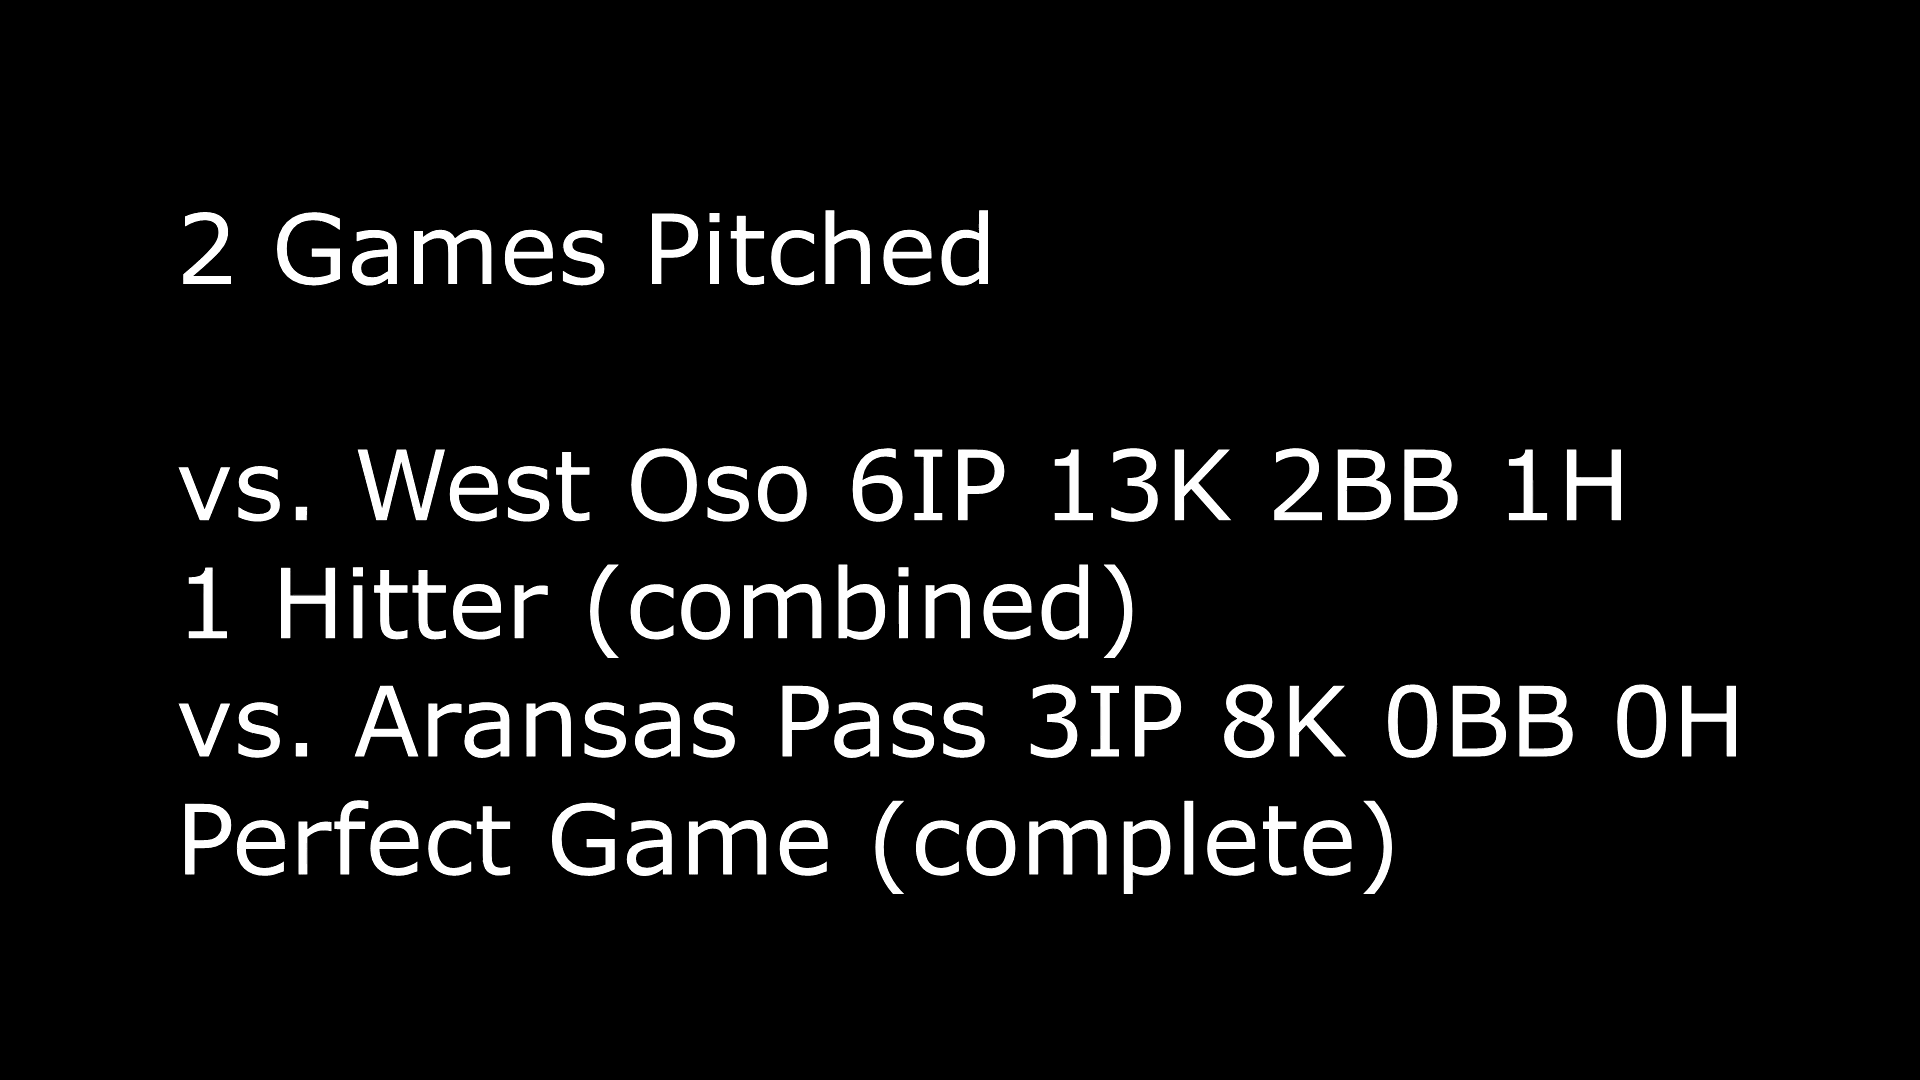 2 Games Pitched
vs. West Oso 6IP 13K 2BB 1H
1 Hitter (combined)
vs. Aransas Pass 3IP 8K 0BB 0H
Perfect Game (complete)